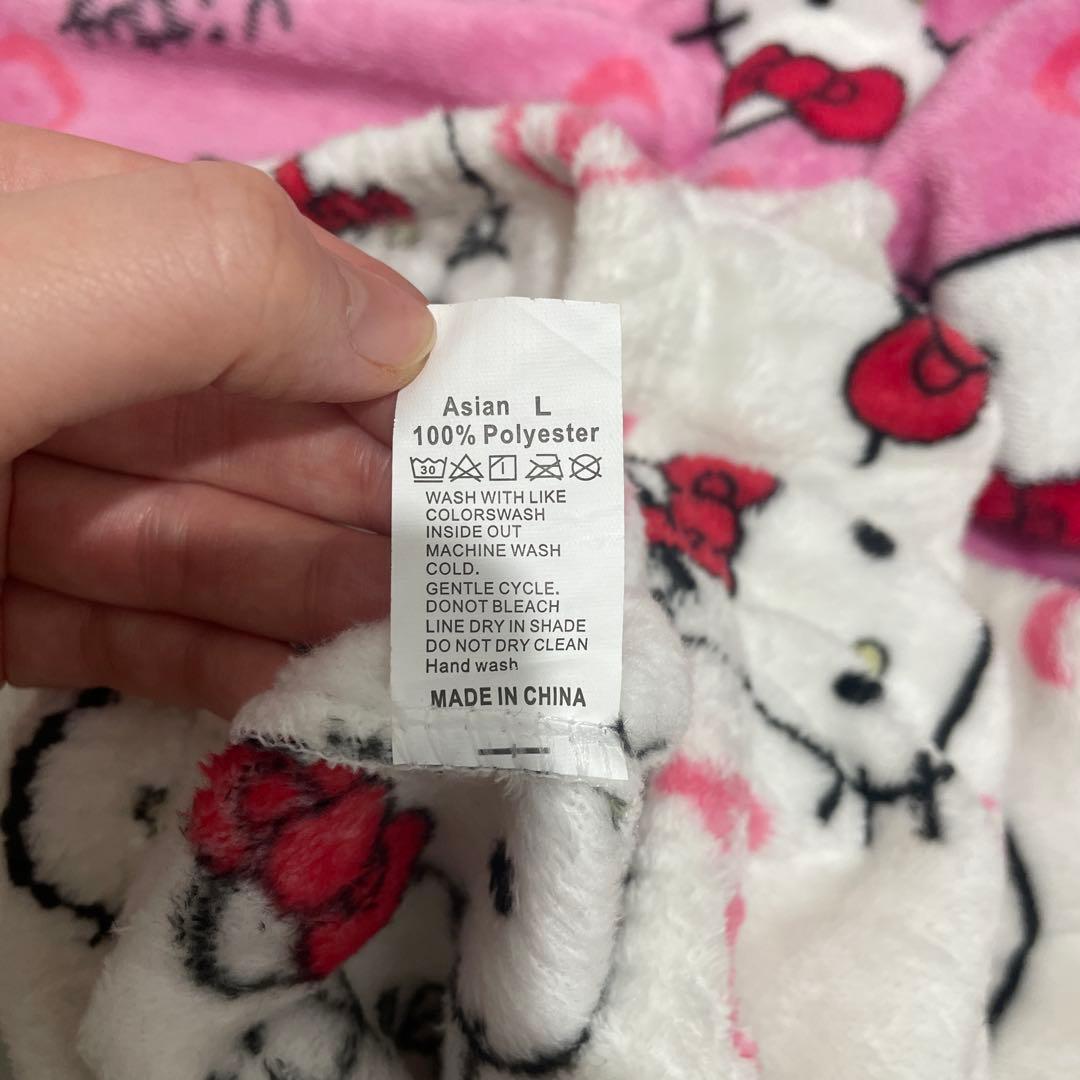 Asian L
100% Polyester
30
WASH WITH LIKE
COLORSWASH
INSIDE OUT
MACHINE WASH
COLD.
GENTLE CYCLE.
DONOT BLEACH
LINE DRY IN SHADE
DO NOT DRY CLEAN
Hand wash
MADE IN CHINA